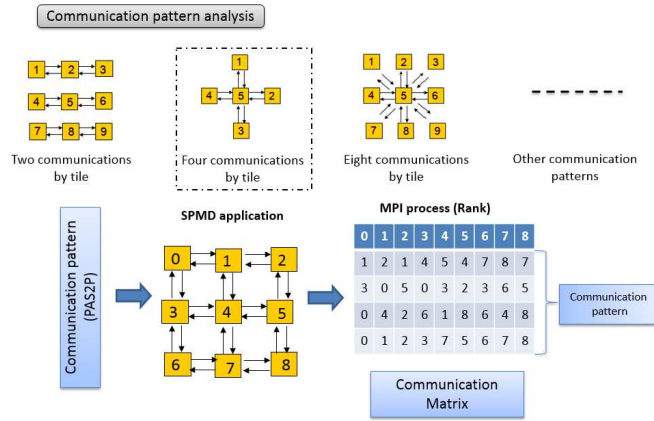 Communication pattern analysis
1 2 3
4 5 6
7 8 9
1
4 5 2
3
1 2 3
4 5 6
7 8 9
Two communications
by tile
Four communications
by tile
Eight communications
by tile
Other communication
patterns
Communication pattern
(PAS2P)
SPMD application
0 1 2
3 4 5
6 7 8
MPI process (Rank)
0 1 2 3 4 5 6 7 8
1 2 1 4 5 4 7 8 7
3 0 5 0 3 2 3 6 5
0 4 2 6 1 8 6 4 8
0 1 2 3 7 5 6 7 8
Communication
pattern
Communication
Matrix